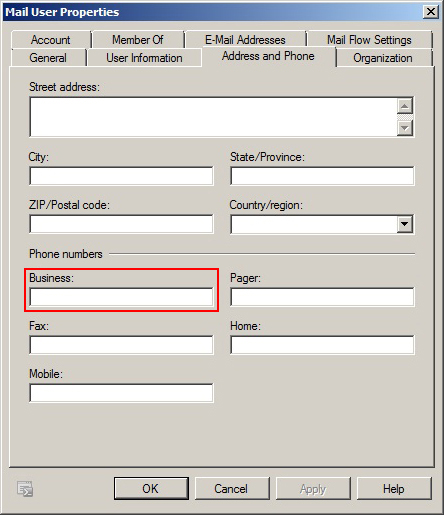 Mail User Properties
Account Member Of E-Mail Addresses Mail Flow Settings
General User Information Address and Phone Organization
Street address:
City: State/Province:
ZIP/Postal code: Country/region:
Phone numbers
Business: Pager:
Fax: Home:
Mobile:
OK Cancel Apply Help